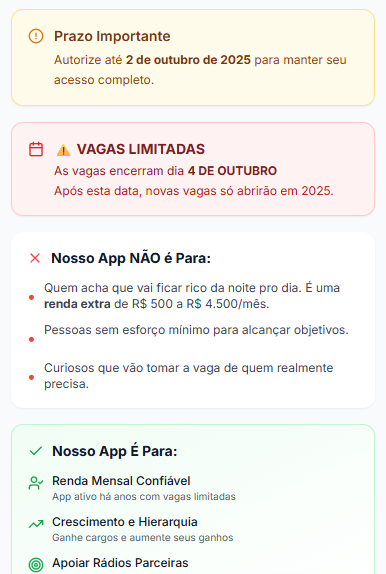 Prazo Importante
Autorize até 2 de outubro de 2025 para manter seu
acesso completo.
⚠️ VAGAS LIMITADAS
As vagas encerram dia 4 DE OUTUBRO
Após esta data, novas vagas só abrirão em 2025.
Nosso App NÃO é Para:
Quem acha que vai ficar rico da noite pro dia. É uma
renda extra de R$ 500 a R$ 4.500/mês.
Pessoas sem esforço mínimo para alcançar objetivos.
Curiosos que vão tomar a vaga de quem realmente
precisa.
Nosso App É Para:
Renda Mensal Confiável
App ativo há anos com vagas limitadas
Crescimento e Hierarquia
Ganhe cargos e aumente seus ganhos
Apoiar Rádios Parceiras